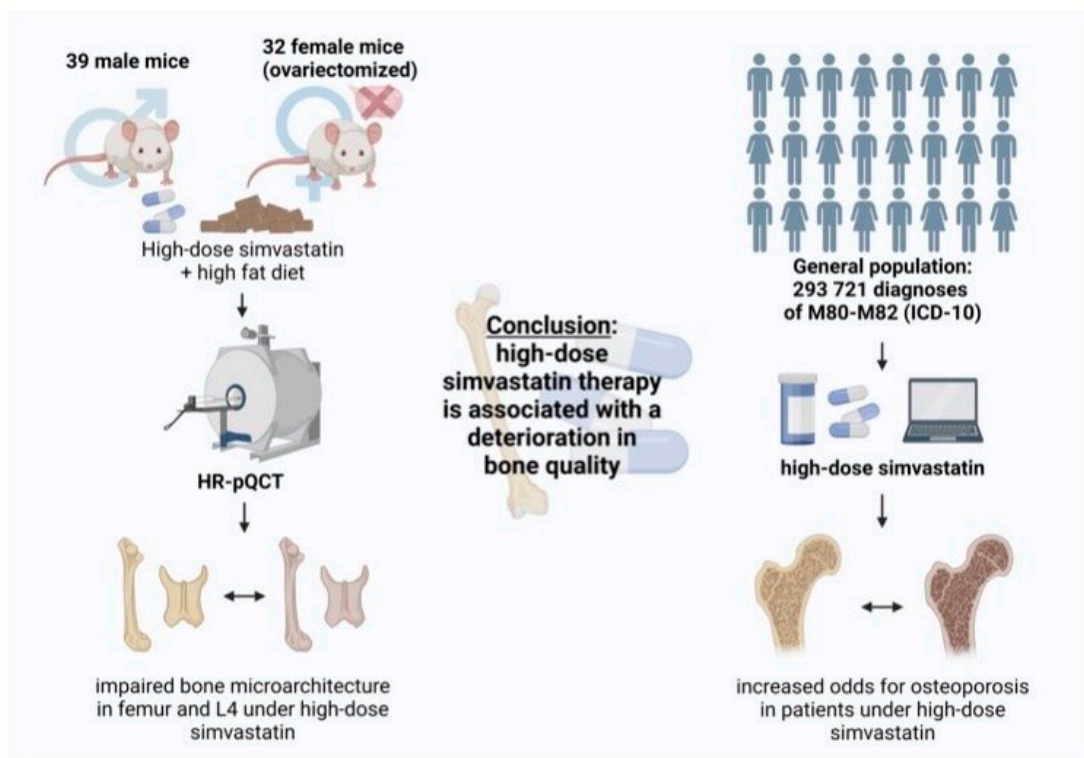 39 male mice
32 female mice
(ovariectomized)
High-dose simvastatin
+ high fat diet
HR-pQCT
impaired bone microarchitecture
in femur and L4 under high-dose
simvastatin
Conclusion:
high-dose
simvastatin therapy
is associated with a
deterioration in
bone quality
General population:
293 721 diagnoses
of M80-M82 (ICD-10)
high-dose simvastatin
increased odds for osteoporosis
in patients under high-dose
simvastatin